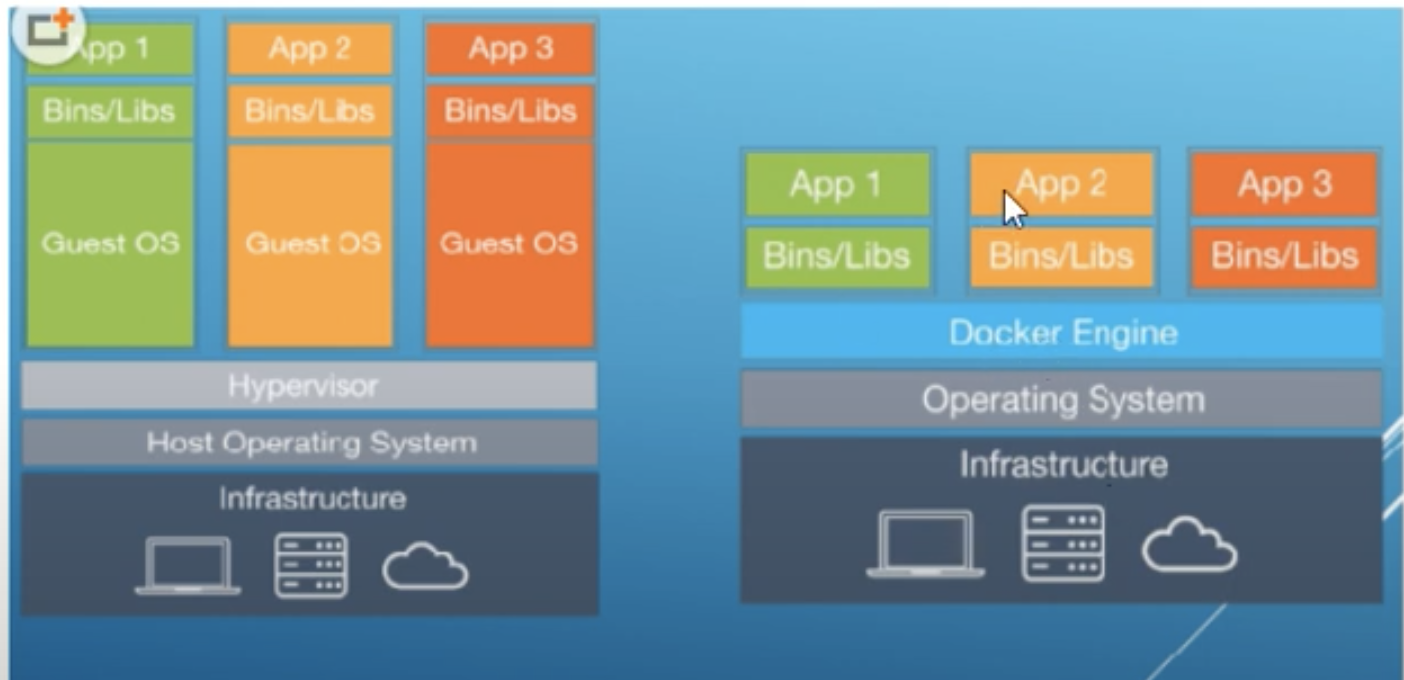 App 1
App 2
App 3
Bins/Libs
Bins/Libs
Bins/Libs
Guest OS
Guest OS
Guest OS
Hypervisor
Host Operating System
Infrastructure
App 1
App 2
App 3
Bins/Libs
Bins/Libs
Bins/Libs
Docker Engine
Operating System
Infrastructure